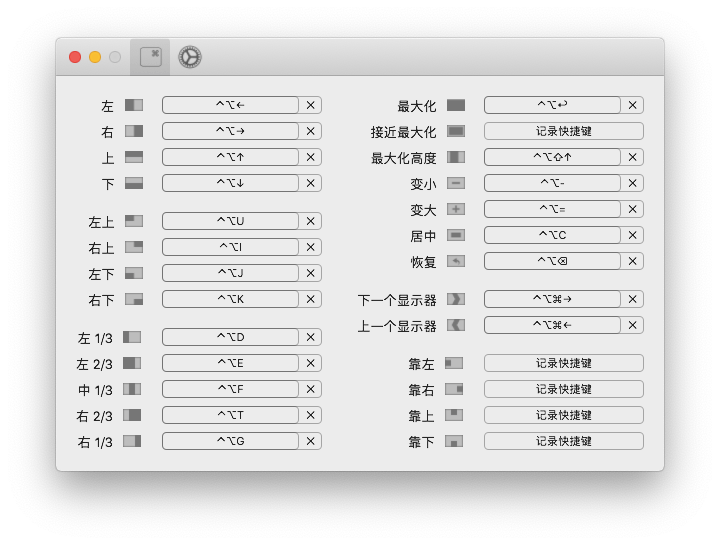 左 ^⌥← ×
右 ^⌥→ ×
上 ^⌥↑ ×
下 ^⌥↓ ×
左上 ^⌥U ×
右上 ^⌥I ×
左下 ^⌥J ×
右下 ^⌥K ×
左 1/3 ^⌥D ×
左 2/3 ^⌥E ×
中 1/3 ^⌥F ×
右 2/3 ^⌥T ×
右 1/3 ^⌥G ×
最大化 ^⌥↩ ×
接近最大化 记录快捷键
最大化高度 ^⌥⇧↑ ×
变小 ^⌥- ×
变大 ^⌥= ×
居中 ^⌥C ×
恢复 ^⌥⌫ ×
下一个显示器 ^⌥⌘→ ×
上一个显示器 ^⌥⌘← ×
靠左 记录快捷键
靠右 记录快捷键
靠上 记录快捷键
靠下 记录快捷键